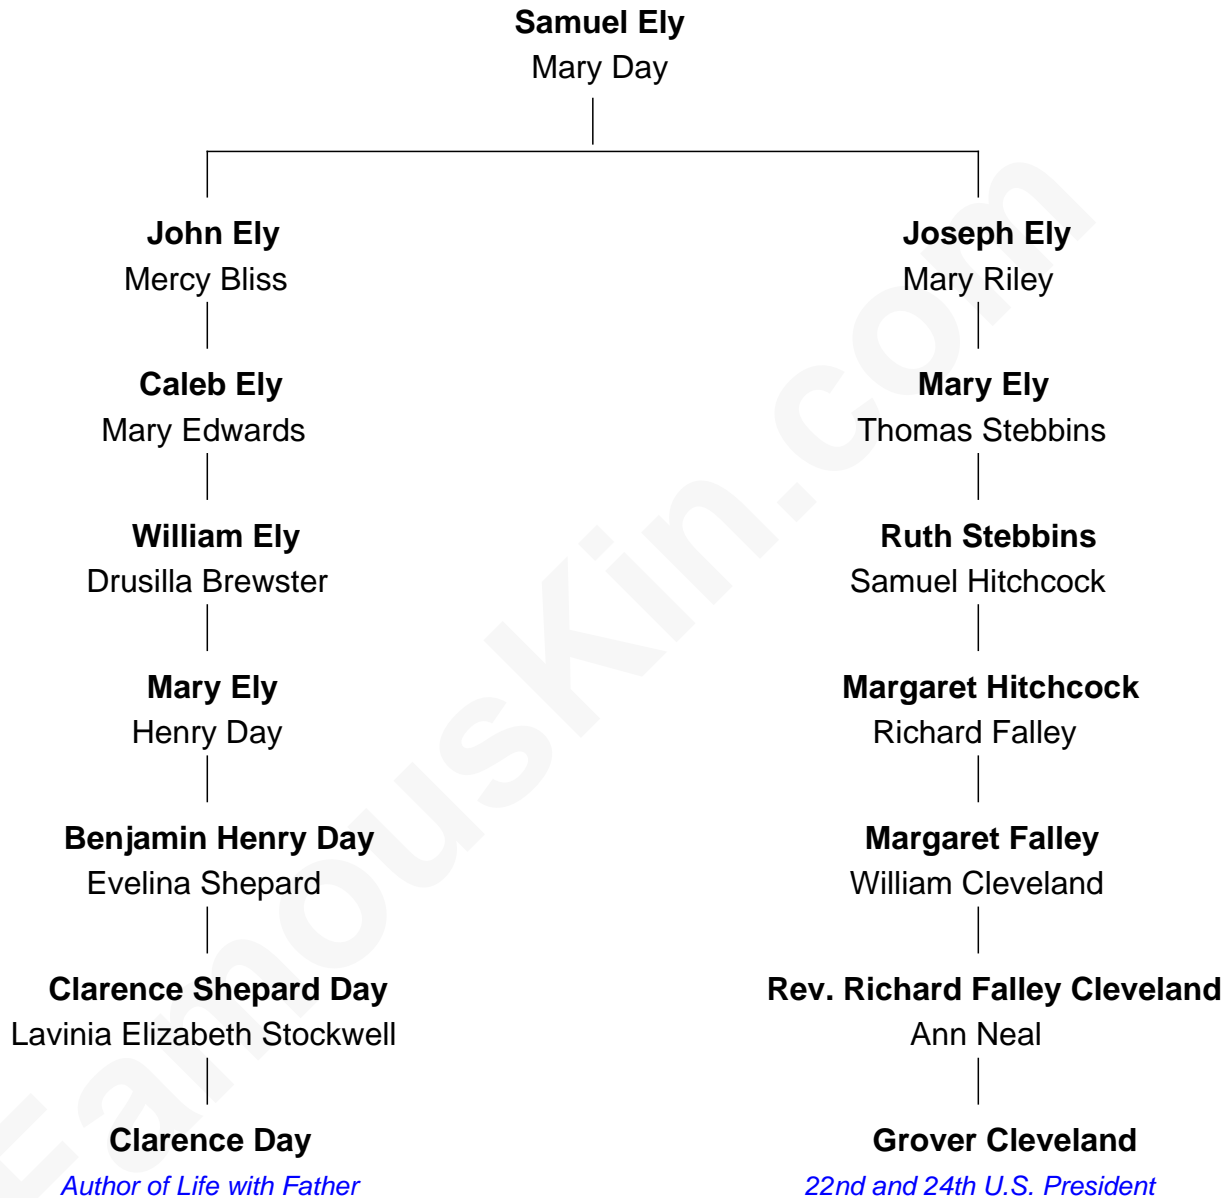 Samuel Ely
Mary Day
John Ely
Mercy Bliss
Joseph Ely
Mary Riley
Caleb Ely
Mary Edwards
Mary Ely
Thomas Stebbins
William Ely
Drusilla Brewster
Ruth Stebbins
Samuel Hitchcock
Mary Ely
Henry Day
Margaret Hitchcock
Richard Falley
Benjamin Henry Day
Evelina Shepard
Margaret Falley
William Cleveland
Clarence Shepard Day
Lavinia Elizabeth Stockwell
Rev. Richard Falley Cleveland
Ann Neal
Clarence Day
Author of Life with Father
Grover Cleveland
22nd and 24th U.S. President
FamousKin.com